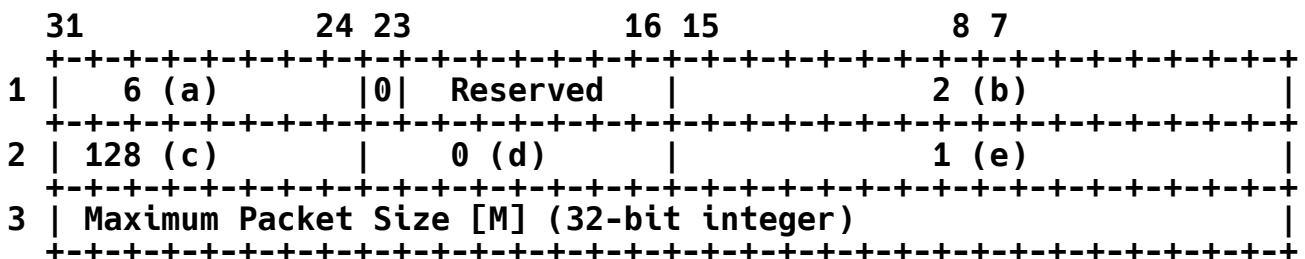 31 24 23 16 15 8 7
+-+-+-+-+-+-+-+-+-+-+-+-+-+-+-+-+-+-+-+-+-+-+-+-+-+-+-+-+-+-+-+-+
1 | 6 (a) |0| Reserved | 2 (b) |
+-+-+-+-+-+-+-+-+-+-+-+-+-+-+-+-+-+-+-+-+-+-+-+-+-+-+-+-+-+-+-+-+
2 | 128 (c) | 0 (d) | 1 (e) |
+-+-+-+-+-+-+-+-+-+-+-+-+-+-+-+-+-+-+-+-+-+-+-+-+-+-+-+-+-+-+-+-+
3 | Maximum Packet Size [M] (32-bit integer) |
+-+-+-+-+-+-+-+-+-+-+-+-+-+-+-+-+-+-+-+-+-+-+-+-+-+-+-+-+-+-+-+-+